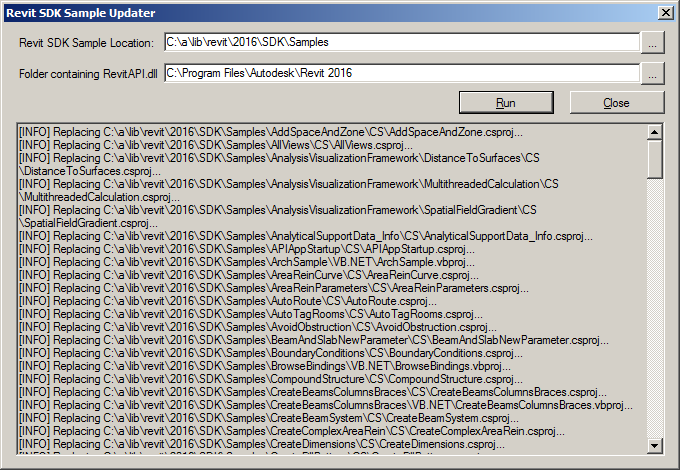 Revit SDK Sample Updater
Revit SDK Sample Location: C:\a\lib\revit\2016\SDK\Samples ...
Folder containing RevitAPI.dll C:\Program Files\Autodesk\Revit 2016 ...
Run Close
[INFO] Replacing C:\a\lib\revit\2016\SDK\Samples\AddSpaceAndZone\CS\AddSpaceAndZone.csproj...
[INFO] Replacing C:\a\lib\revit\2016\SDK\Samples\AllViews\CS\AllViews.csproj...
[INFO] Replacing C:\a\lib\revit\2016\SDK\Samples\AnalysisVisualizationFramework\DistanceToSurfaces\CS
\DistanceToSurfaces.csproj...
[INFO] Replacing C:\a\lib\revit\2016\SDK\Samples\AnalysisVisualizationFramework\MultithreadedCalculation\CS
\MultithreadedCalculation.csproj...
[INFO] Replacing C:\a\lib\revit\2016\SDK\Samples\AnalysisVisualizationFramework\SpatialFieldGradient\CS
\SpatialFieldGradient.csproj...
[INFO] Replacing C:\a\lib\revit\2016\SDK\Samples\AnalyticalSupportData_Info\CS\AnalyticalSupportData_Info.csproj...
[INFO] Replacing C:\a\lib\revit\2016\SDK\Samples\APIAppStartup\CS\APIAppStartup.csproj...
[INFO] Replacing C:\a\lib\revit\2016\SDK\Samples\ArchSample\VB.NET\ArchSample.vbproj...
[INFO] Replacing C:\a\lib\revit\2016\SDK\Samples\AreaReinCurve\CS\AreaReinCurve.csproj...
[INFO] Replacing C:\a\lib\revit\2016\SDK\Samples\AreaReinParameters\CS\AreaReinParameters.csproj...
[INFO] Replacing C:\a\lib\revit\2016\SDK\Samples\AutoRoute\CS\AutoRoute.csproj...
[INFO] Replacing C:\a\lib\revit\2016\SDK\Samples\AutoTagRooms\CS\AutoTagRooms.csproj...
[INFO] Replacing C:\a\lib\revit\2016\SDK\Samples\AvoidObstruction\CS\AvoidObstruction.csproj...
[INFO] Replacing C:\a\lib\revit\2016\SDK\Samples\BeamAndSlabNewParameter\CS\BeamAndSlabNewParameter.csproj...
[INFO] Replacing C:\a\lib\revit\2016\SDK\Samples\BoundaryConditions\CS\BoundaryConditions.csproj...
[INFO] Replacing C:\a\lib\revit\2016\SDK\Samples\BrowseBindings\VB.NET\BrowseBindings.vbproj...
[INFO] Replacing C:\a\lib\revit\2016\SDK\Samples\CompoundStructure\CS\CompoundStructure.csproj...
[INFO] Replacing C:\a\lib\revit\2016\SDK\Samples\CreateBeamsColumnsBraces\CS\CreateBeamsColumnsBraces.csproj...
[INFO] Replacing C:\a\lib\revit\2016\SDK\Samples\CreateBeamsColumnsBraces\VB.NET\CreateBeamsColumnsBraces.vbproj...
[INFO] Replacing C:\a\lib\revit\2016\SDK\Samples\CreateBeamSystem\CS\CreateBeamSystem.csproj...
[INFO] Replacing C:\a\lib\revit\2016\SDK\Samples\CreateComplexAreaRein\CS\CreateComplexAreaRein.csproj...
[INFO] Replacing C:\a\lib\revit\2016\SDK\Samples\CreateDimensions\CS\CreateDimensions.csproj...